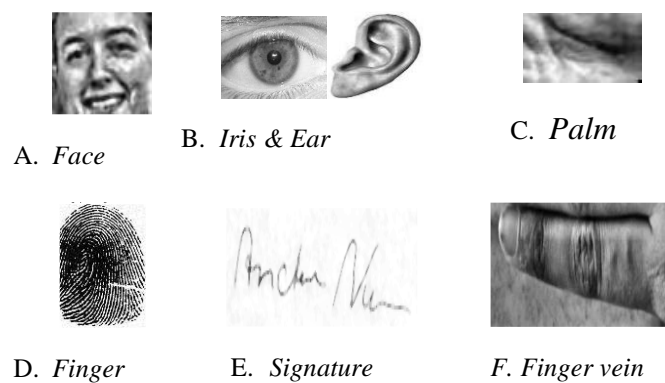 A. Face
B. Iris & Ear
C. Palm
D. Finger
E. Signature
F. Finger vein